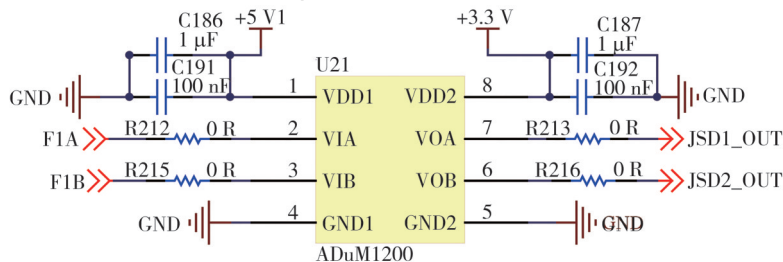 C186
1 μF
+5 V1
+3.3 V
C187
1 μF
C191
100 nF
U21
C192
100 nF
GND
1
VDD1
VDD2
8
GND
F1A
R212
0 R
2
VIA
VOA
7
R213
0 R
JSD1_OUT
F1B
R215
0 R
3
VIB
VOB
6
R216
0 R
JSD2_OUT
GND
4
GND1
GND2
5
GND
ADuM1200